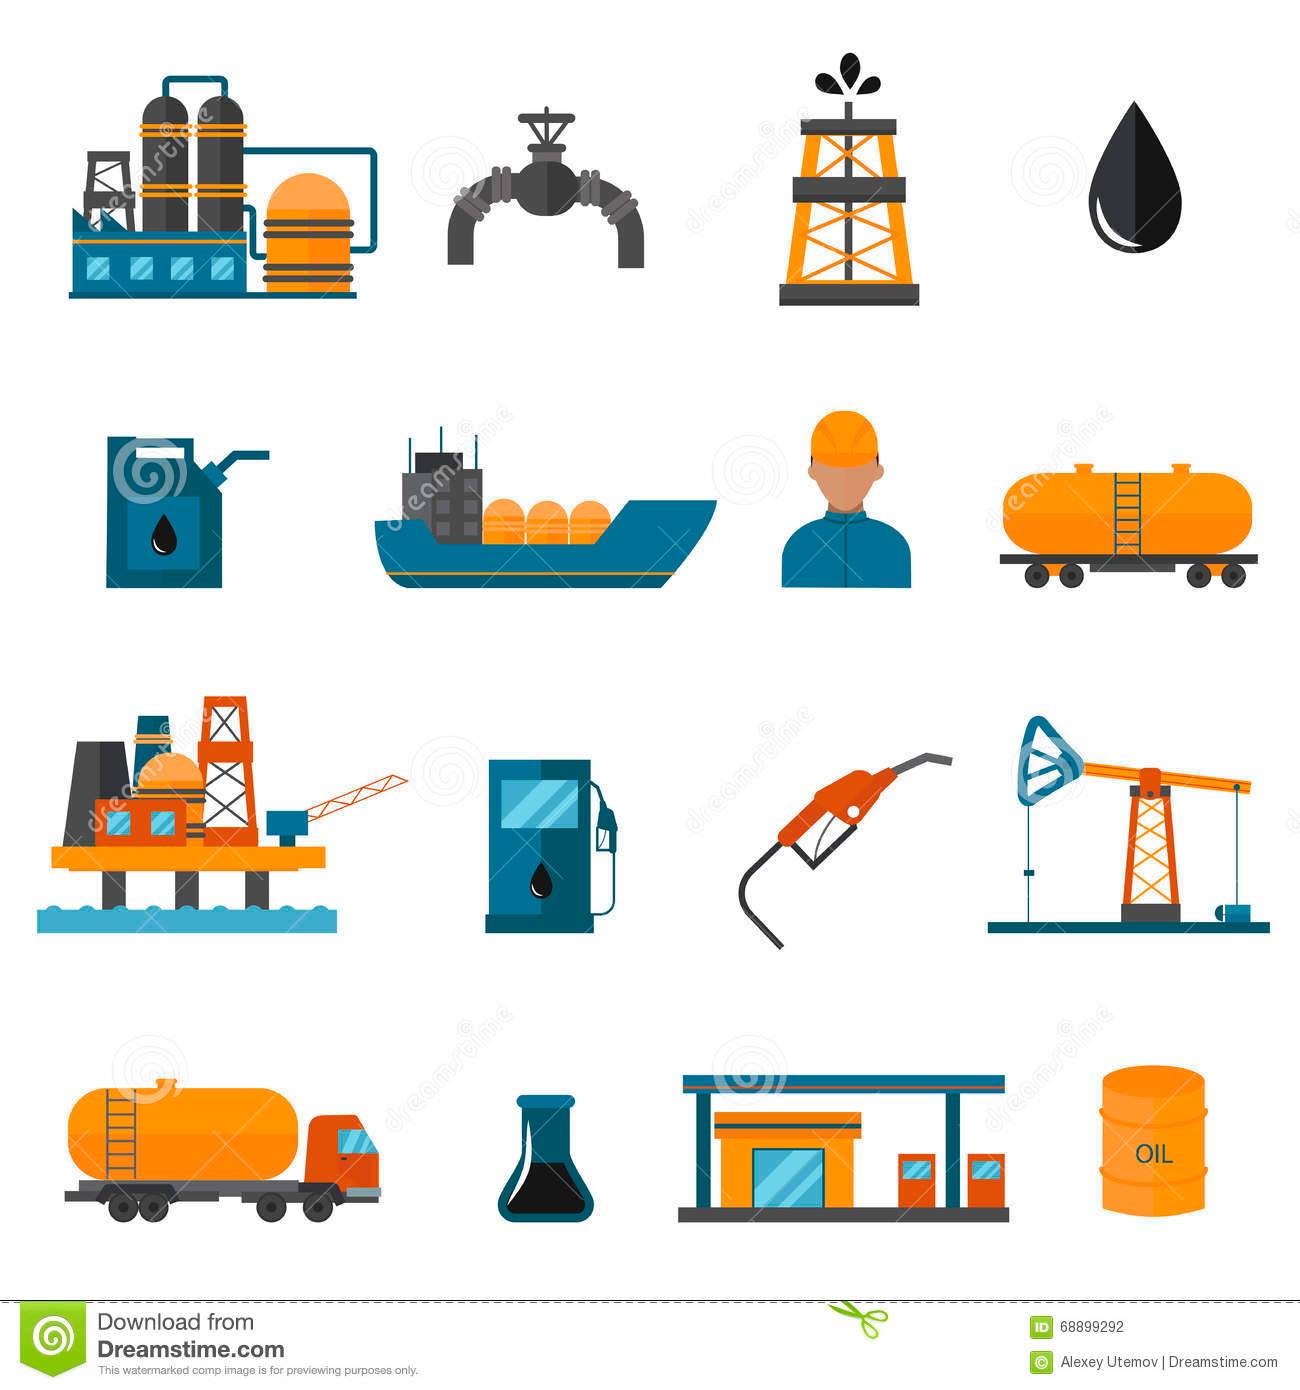 OIL
Download from
Dreamstime.com
This watermarked comp image is for previewing purposes only.
ID 68899292
© Alexey Utemov | Dreamstime.com